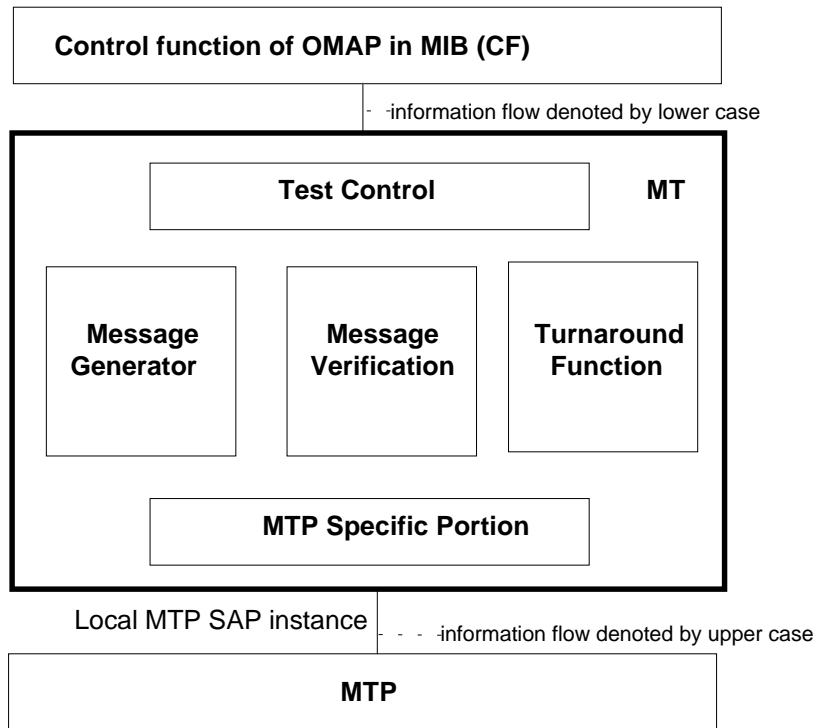 Control function of OMAP in MIB (CF)
information flow denoted by lower case
Test Control
MT
Message
Generator
Message
Verification
Turnaround
Function
MTP Specific Portion
Local MTP SAP instance
information flow denoted by upper case
MTP